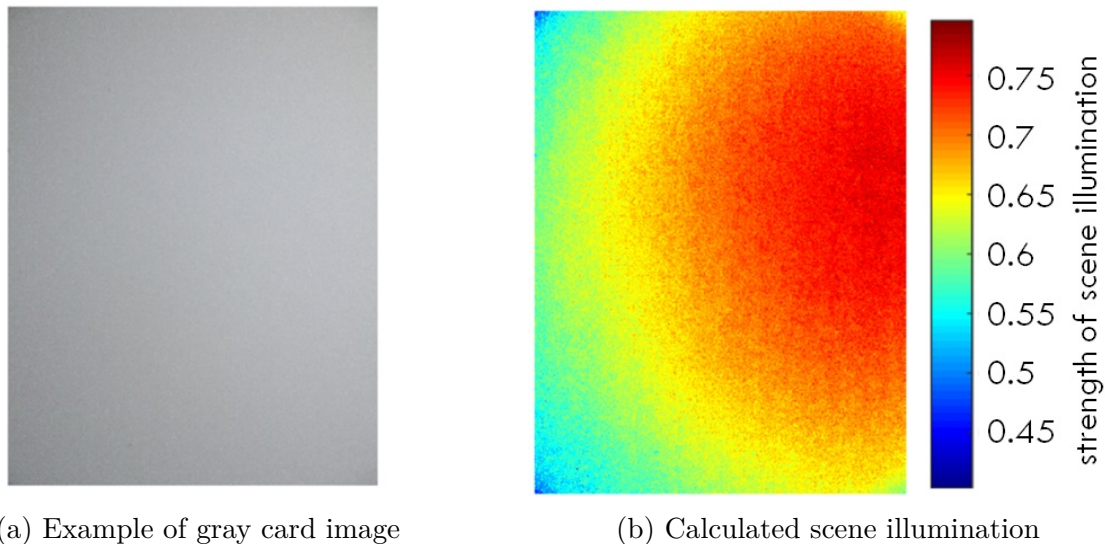 0.75
0.7
0.65
0.6
0.55
0.5
0.45
strength of scene illumination
(a) Example of gray card image
(b) Calculated scene illumination